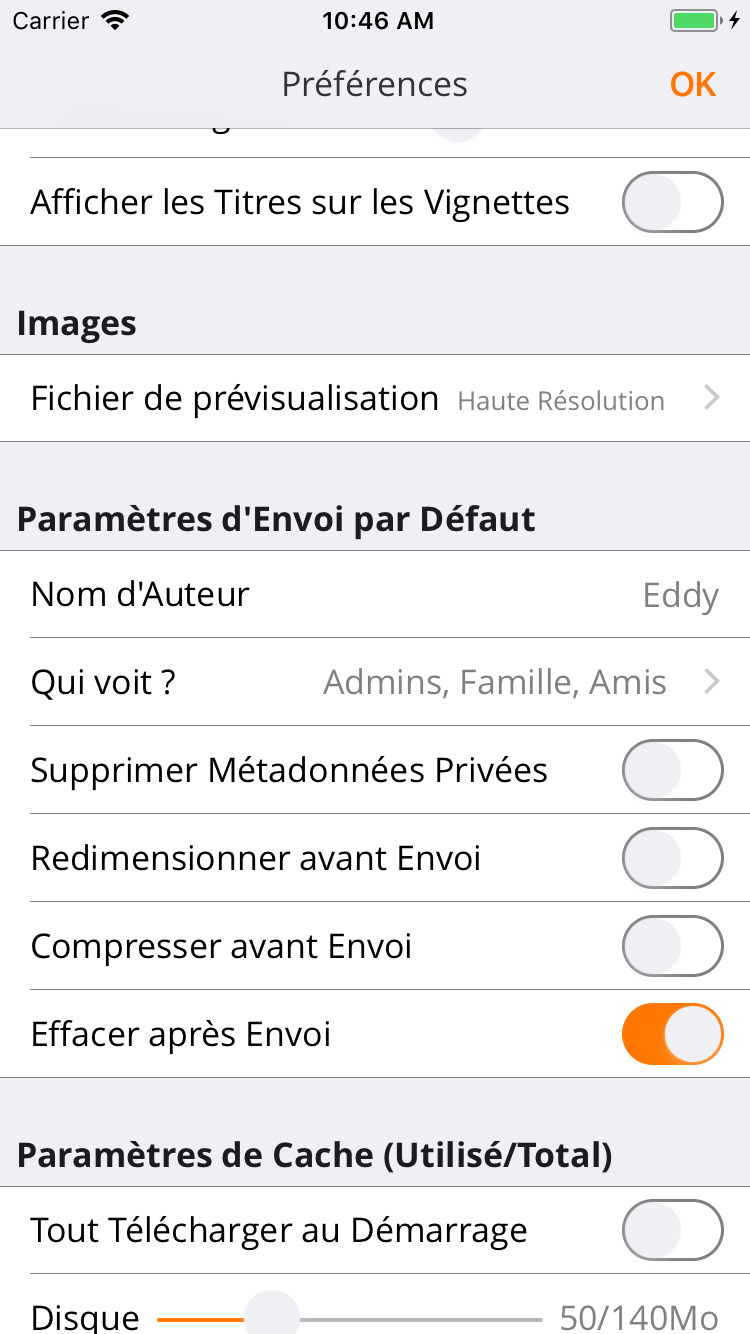 Carrier 10:46 AM
Préférences OK
Afficher les Titres sur les Vignettes
Images
Fichier de prévisualisation Haute Résolution
Paramètres d'Envoi par Défaut
Nom d'Auteur Eddy
Qui voit ? Admins, Famille, Amis
Supprimer Métadonnées Privées
Redimensionner avant Envoi
Compresser avant Envoi
Effacer après Envoi
Paramètres de Cache (Utilisé/Total)
Tout Télécharger au Démarrage
Disque 50/140Mo